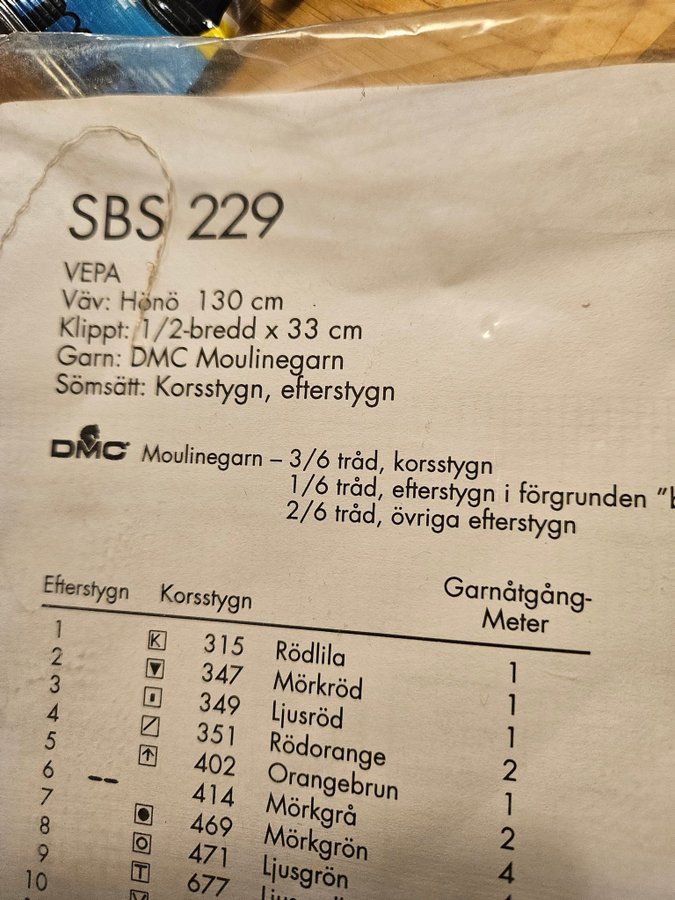 SBS 229
VEPA
Väv: Hönö 130 cm
Klippt: 1/2-bredd x 33 cm
Garn: DMC Moulinegarn
Sömsätt: Korsstygn, efterstygn
DMC Moulinegarn – 3/6 tråd, korsstygn
1/6 tråd, efterstygn i förgrunden "
2/6 tråd, övriga efterstygn
Efterstygn Korsstygn Garnåtgång-
Meter
1 K 315 Rödlila 1
2 ▼ 347 Mörkröd 1
3 ▪ 349 Ljusröd 1
4 ⁄ 351 Rödorange 2
5 ↑ 402 Orangebrun 1
6 -- 414 Mörkgrå 2
7 ● 469 Mörkgrön 4
8 O 471 Ljusgrön
9 T 677
10